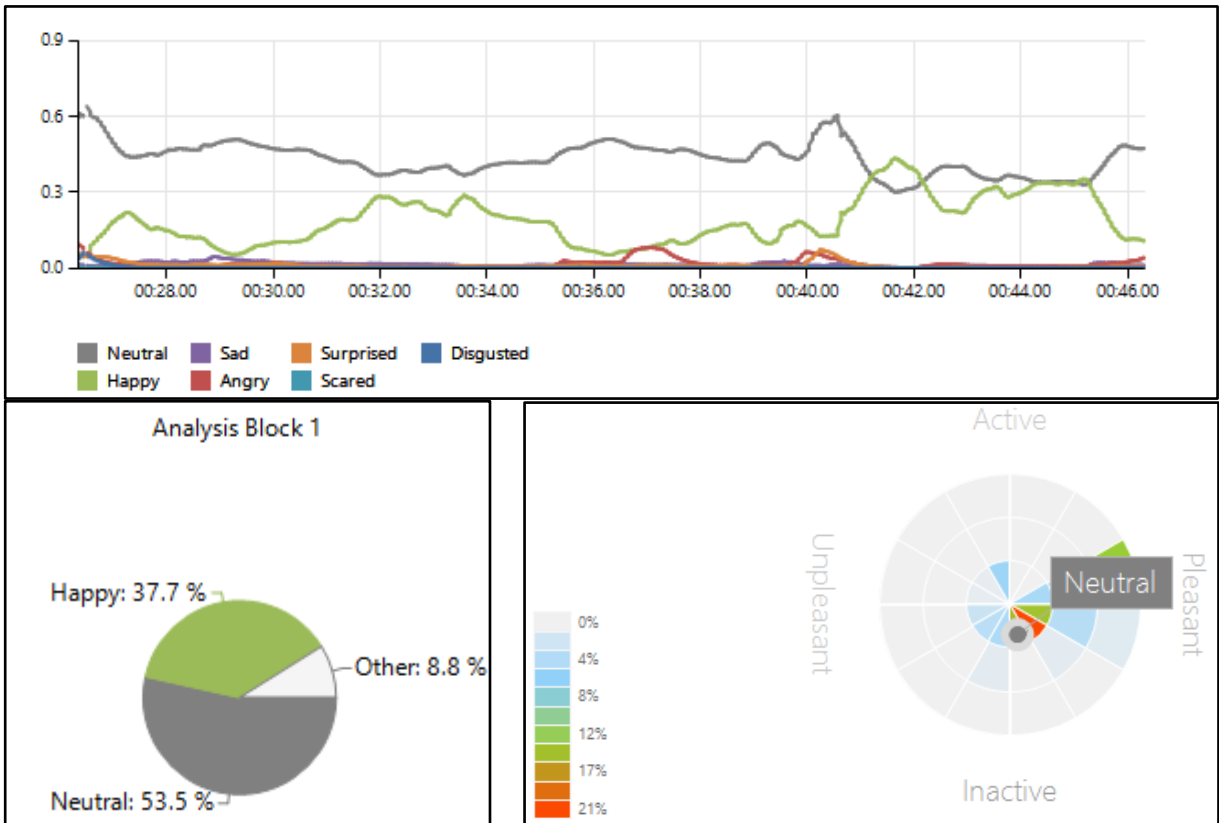 0.9
0.6
0.3
0.0
00:28.00 00:30.00 00:32.00 00:34.00 00:36.00 00:38.00 00:40.00 00:42.00 00:44.00 00:46.00
Neutral Sad Surprised Disgusted
Happy Angry Scared
Analysis Block 1
Happy: 37.7 %
Other: 8.8 %
Neutral: 53.5 %
Active
Unpleasant
Neutral
Pleasant
Inactive
0%
4%
8%
12%
17%
21%